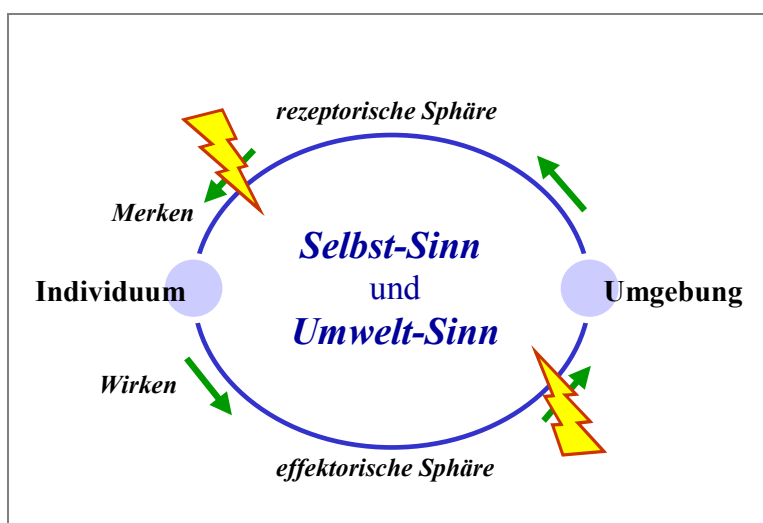 rezeptorische Sphäre
Merken
Selbst-Sinn
Individuum
und
Umgebung
Umwelt-Sinn
Wirken
effektorische Sphäre